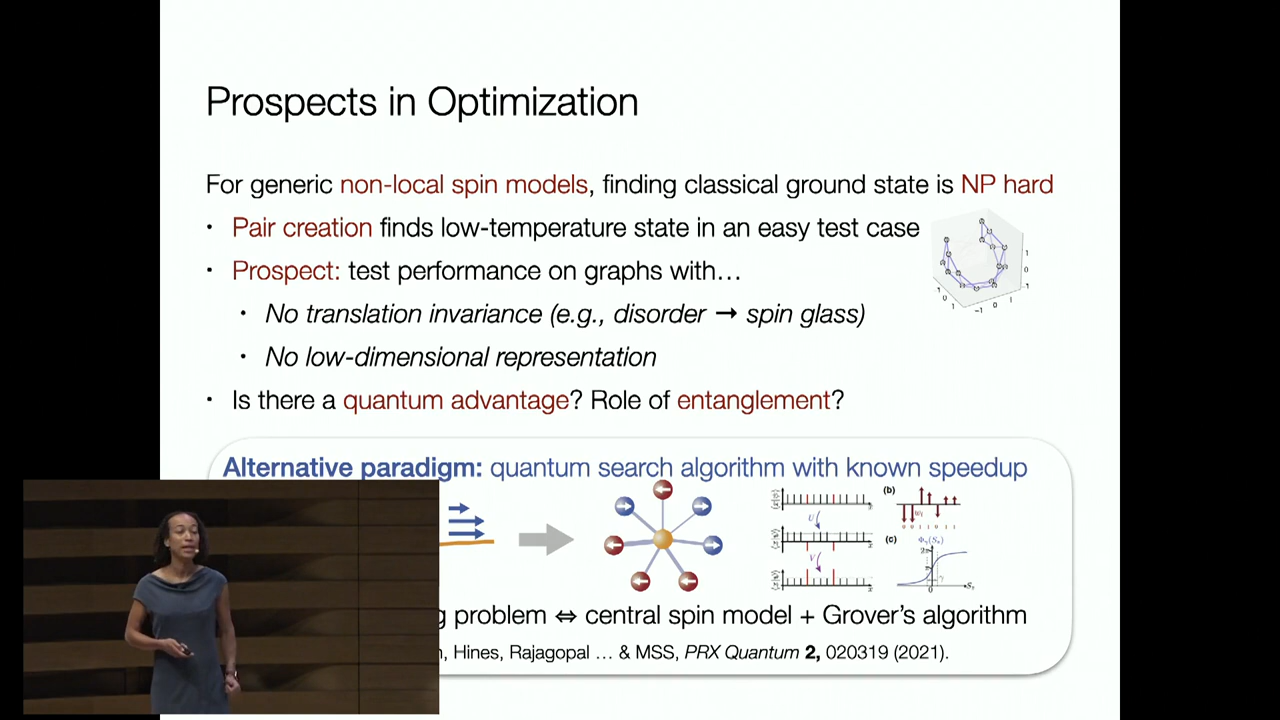 Prospects in Optimization
For generic non-local spin models, finding classical ground state is NP hard
• Pair creation finds low-temperature state in an easy test case
• Prospect: test performance on graphs with…
• No translation invariance (e.g., disorder → spin glass)
• No low-dimensional representation
• Is there a quantum advantage? Role of entanglement?
Alternative paradigm: quantum search algorithm with known speedup
(b)
(c)
problem ⇔ central spin model + Grover's algorithm
Hines, Rajagopal … & MSS, PRX Quantum 2, 020319 (2021).